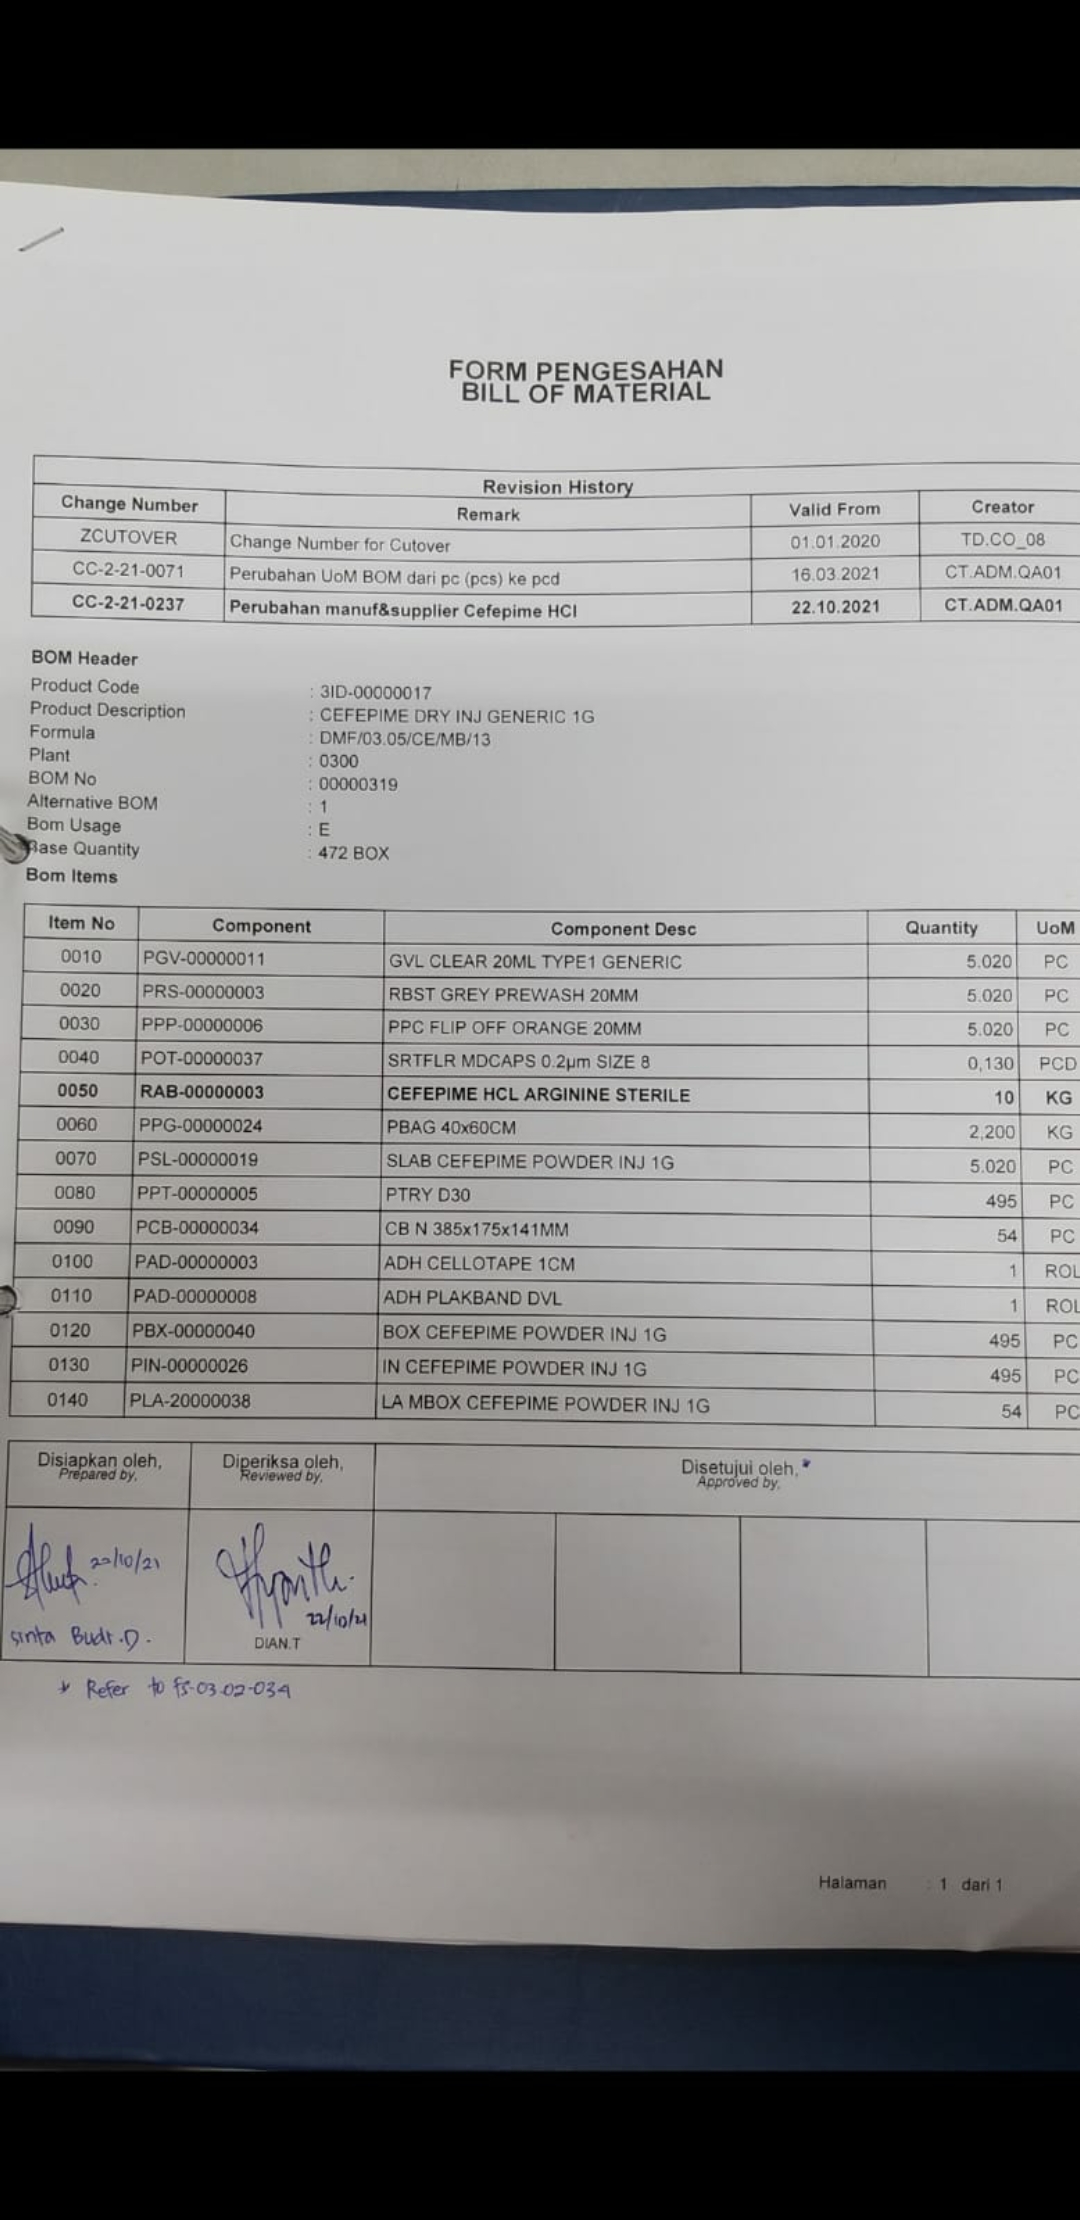 FORM PENGESAHAN
BILL OF MATERIAL
Revision History
Change Number Remark Valid From Creator
ZCUTOVER Change Number for Cutover 01.01.2020 TD.CO_08
CC-2-21-0071 Perubahan UoM BOM dari pc (pcs) ke pcd 16.03.2021 CT.ADM.QA01
CC-2-21-0237 Perubahan manuf&supplier Cefepime HCl 22.10.2021 CT.ADM.QA01
BOM Header
Product Code : 3ID-00000017
Product Description : CEFEPIME DRY INJ GENERIC 1G
Formula : DMF/03.05/CE/MB/13
Plant : 0300
BOM No : 00000319
Alternative BOM : 1
Bom Usage : E
Base Quantity : 472 BOX
Bom Items
Item No Component Component Desc Quantity UoM
0010 PGV-00000011 GVL CLEAR 20ML TYPE1 GENERIC 5.020 PC
0020 PRS-00000003 RBST GREY PREWASH 20MM 5.020 PC
0030 PPP-00000006 PPC FLIP OFF ORANGE 20MM 5.020 PC
0040 POT-00000037 SRTFLR MDCAPS 0.2µm SIZE 8 0,130 PCD
0050 RAB-00000003 CEFEPIME HCL ARGININE STERILE 10 KG
0060 PPG-00000024 PBAG 40x60CM 2,200 KG
0070 PSL-00000019 SLAB CEFEPIME POWDER INJ 1G 5.020 PC
0080 PPT-00000005 PTRY D30 495 PC
0090 PCB-00000034 CB N 385x175x141MM 54 PC
0100 PAD-00000003 ADH CELLOTAPE 1CM 1 ROL
0110 PAD-00000008 ADH PLAKBAND DVL 1 ROL
0120 PBX-00000040 BOX CEFEPIME POWDER INJ 1G 495 PC
0130 PIN-00000026 IN CEFEPIME POWDER INJ 1G 495 PC
0140 PLA-20000038 LA MBOX CEFEPIME POWDER INJ 1G 54 PC
Disiapkan oleh, Diperiksa oleh, Disetujui oleh, *
Prepared by, Reviewed by, Approved by,
22/10/21
22/10/21
Sinta Budi.D. DIAN.T
* Refer to fs-03.02-034
Halaman : 1 dari 1